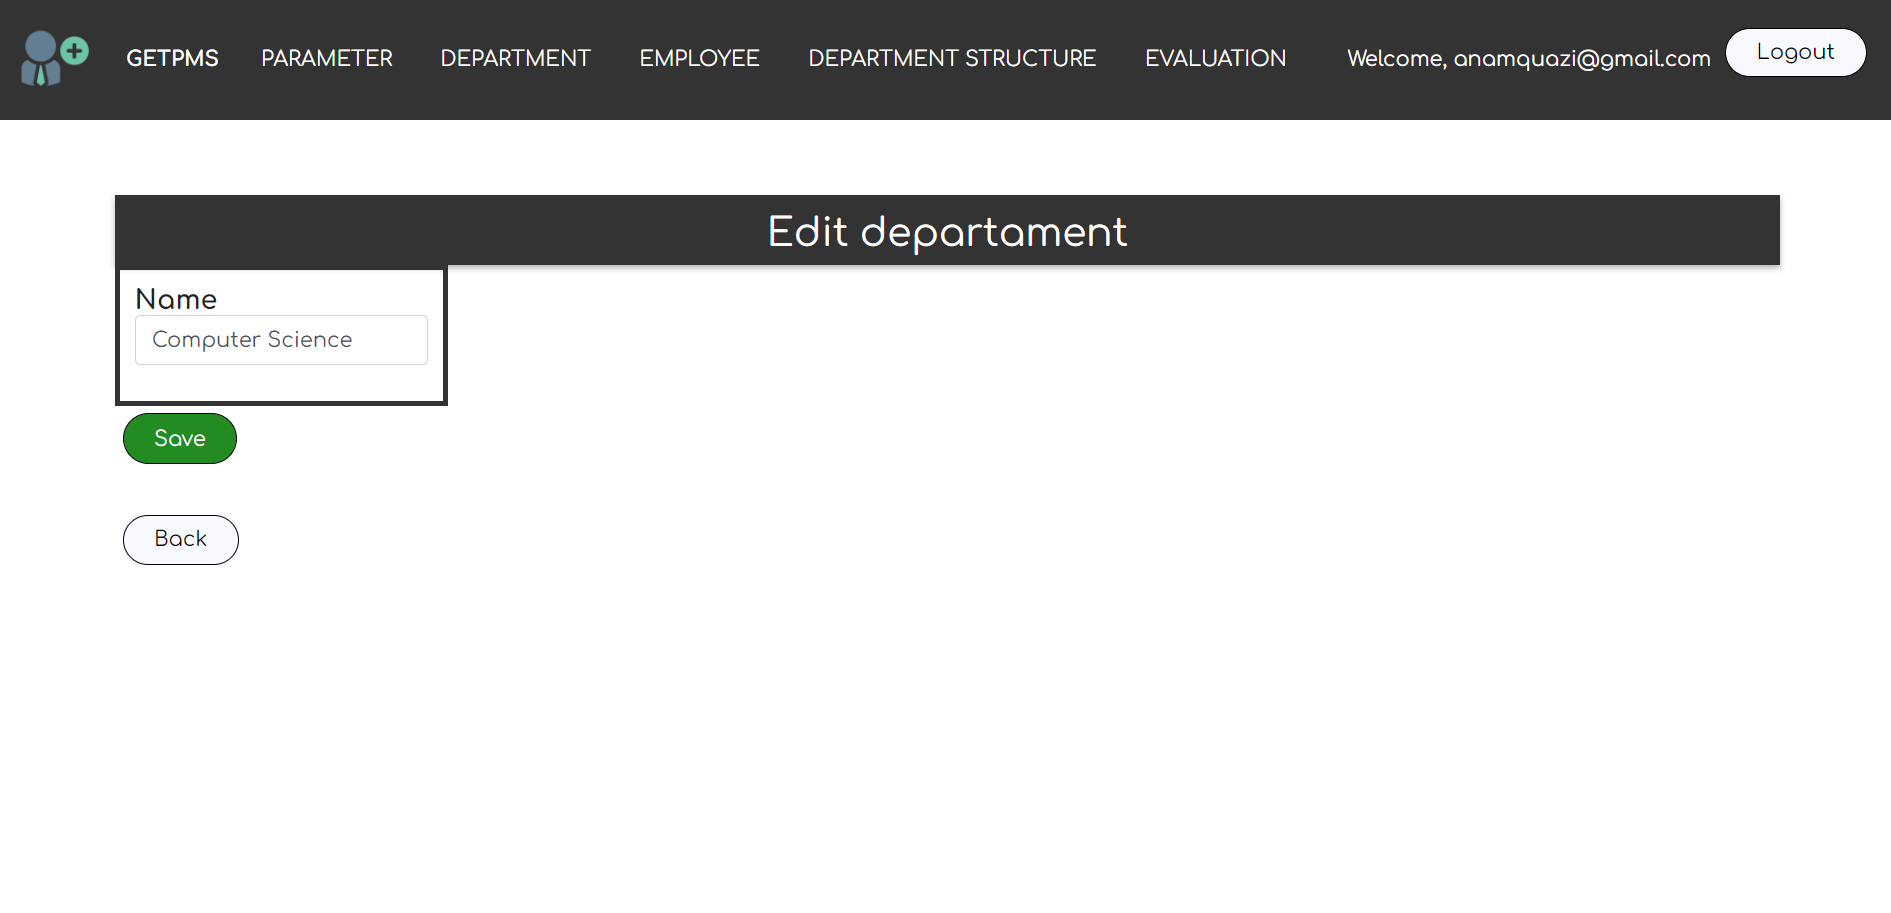 GETPMS PARAMETER DEPARTMENT EMPLOYEE DEPARTMENT STRUCTURE EVALUATION Welcome, anamquazi@gmail.com Logout
Edit departament
Name
Computer Science
Save
Back